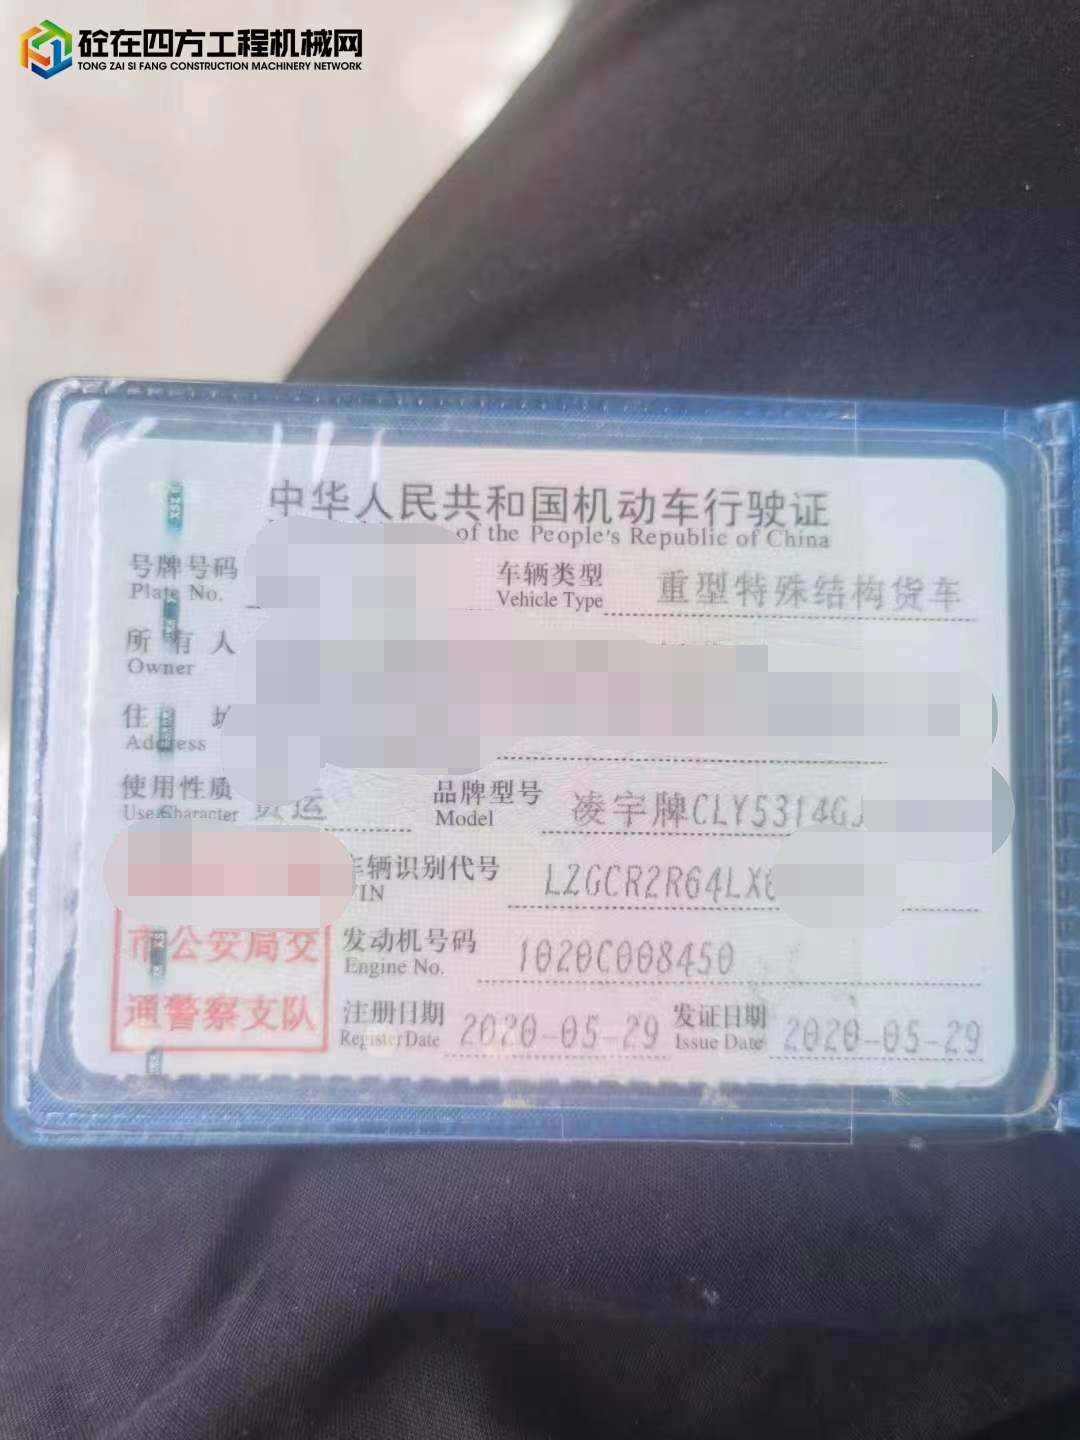 砼在四方工程机械网
TONG ZAI SI FANG CONSTRUCTION MACHINERY NETWORK
中华人民共和国机动车行驶证
of the People's Republic of China
号牌号码
Plate No.
车辆类型 重型特殊结构货车
Vehicle Type
所有人
Owner
住
Address
使用性质 货运
Use Character
品牌型号 凌宇牌CLY5314GJ
Model
车辆识别代号 LZGCR2R64LX
VIN
市公安局交
通警察支队
发动机号码 1020C008450
Engine No.
注册日期 2020-05-29
Register Date
发证日期 2020-05-29
Issue Date